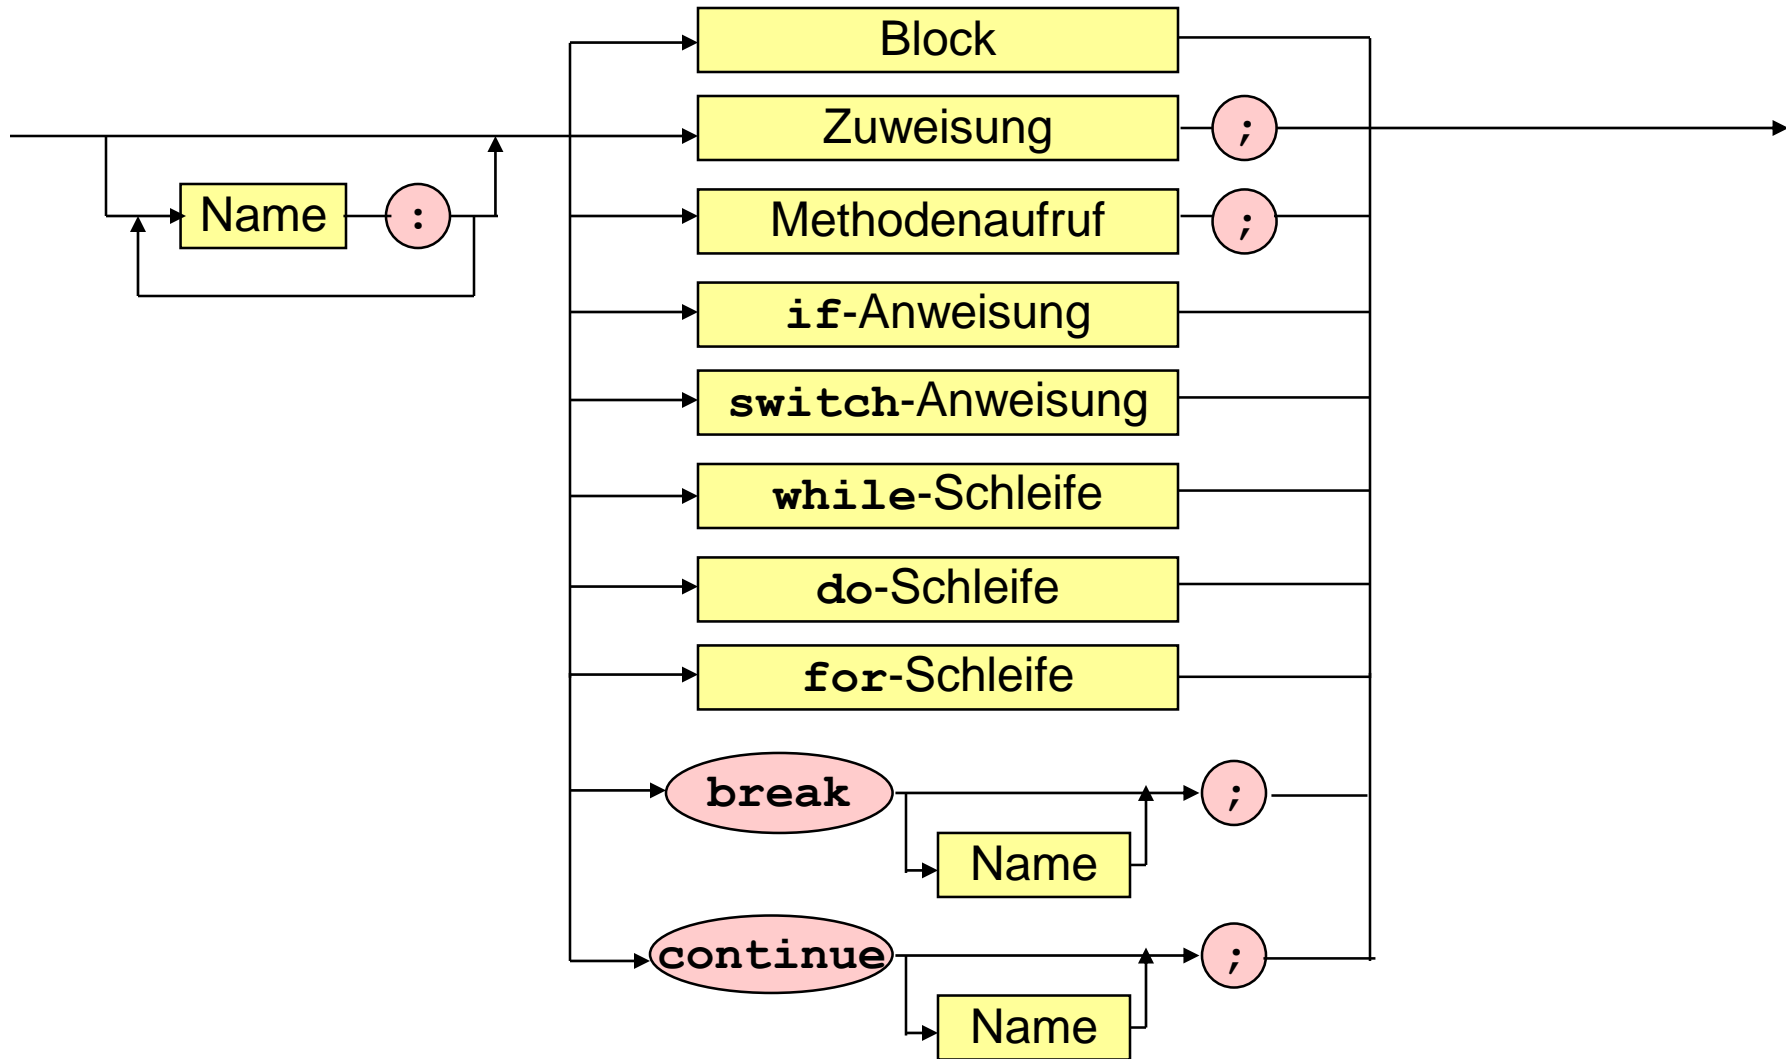 Block
Zuweisung ;
Name :
Methodenaufruf ;
if-Anweisung
switch-Anweisung
while-Schleife
do-Schleife
for-Schleife
break ;
Name
continue ;
Name